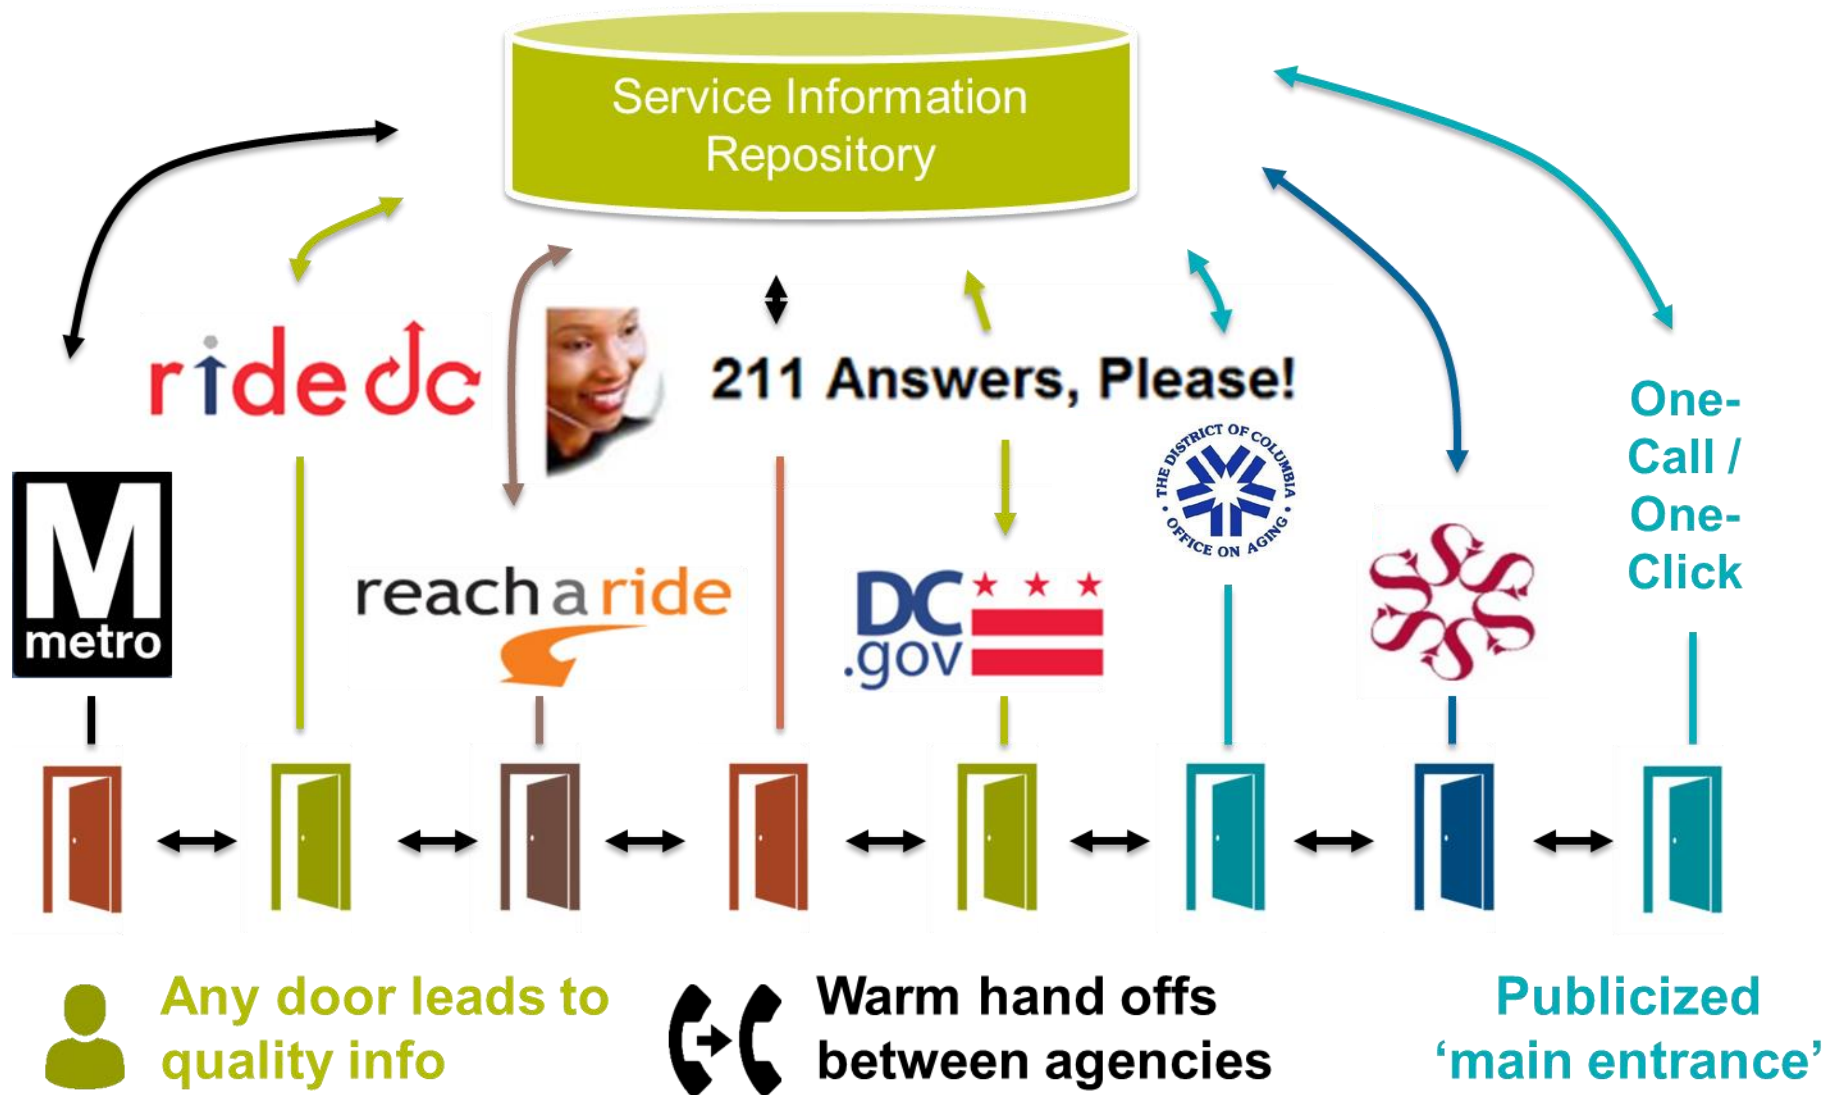 Service Information
Repository
ride dc
211 Answers, Please!
One-
Call /
One-
Click
THE DISTRICT OF COLUMBIA
• OFFICE ON AGING •
M
metro
reach a ride
DC
.gov
Any door leads to
quality info
Warm hand offs
between agencies
Publicized
‘main entrance’